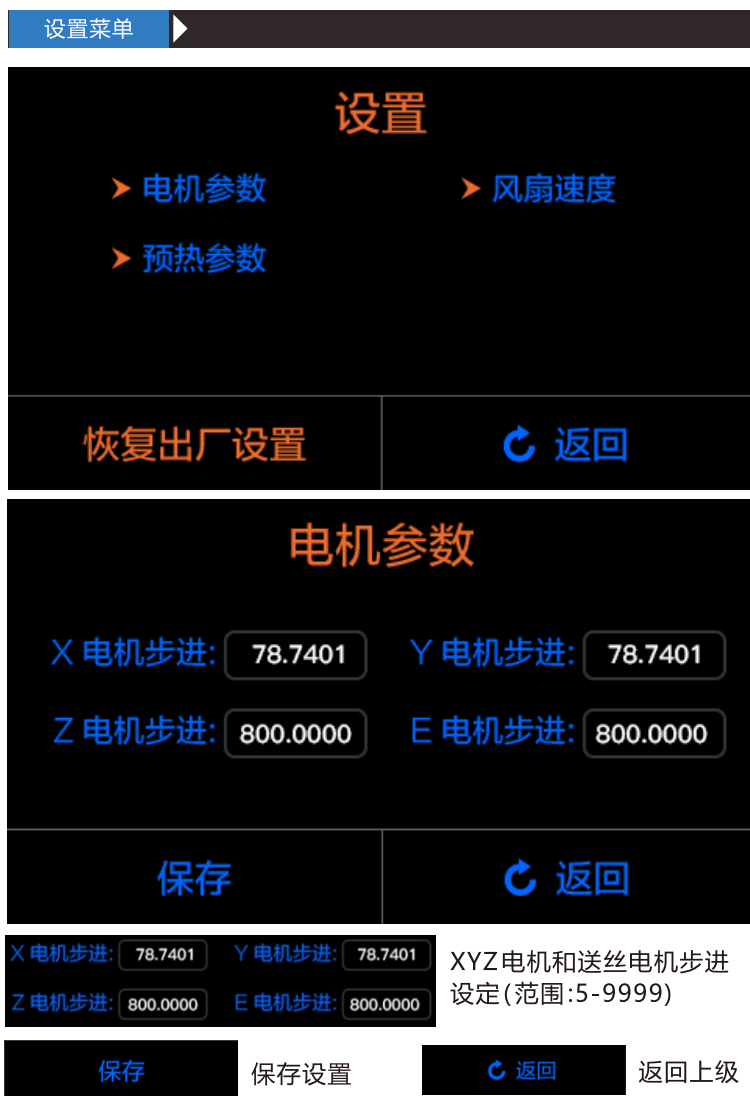 设置菜单
设置
电机参数 风扇速度
预热参数
恢复出厂设置 返回
电机参数
X 电机步进: 78.7401 Y 电机步进: 78.7401
Z 电机步进: 800.0000 E 电机步进: 800.0000
保存 返回
X 电机步进: 78.7401 Y 电机步进: 78.7401
Z 电机步进: 800.0000 E 电机步进: 800.0000
XYZ电机和送丝电机步进
设定(范围:5-9999)
保存 保存设置 返回 返回上级